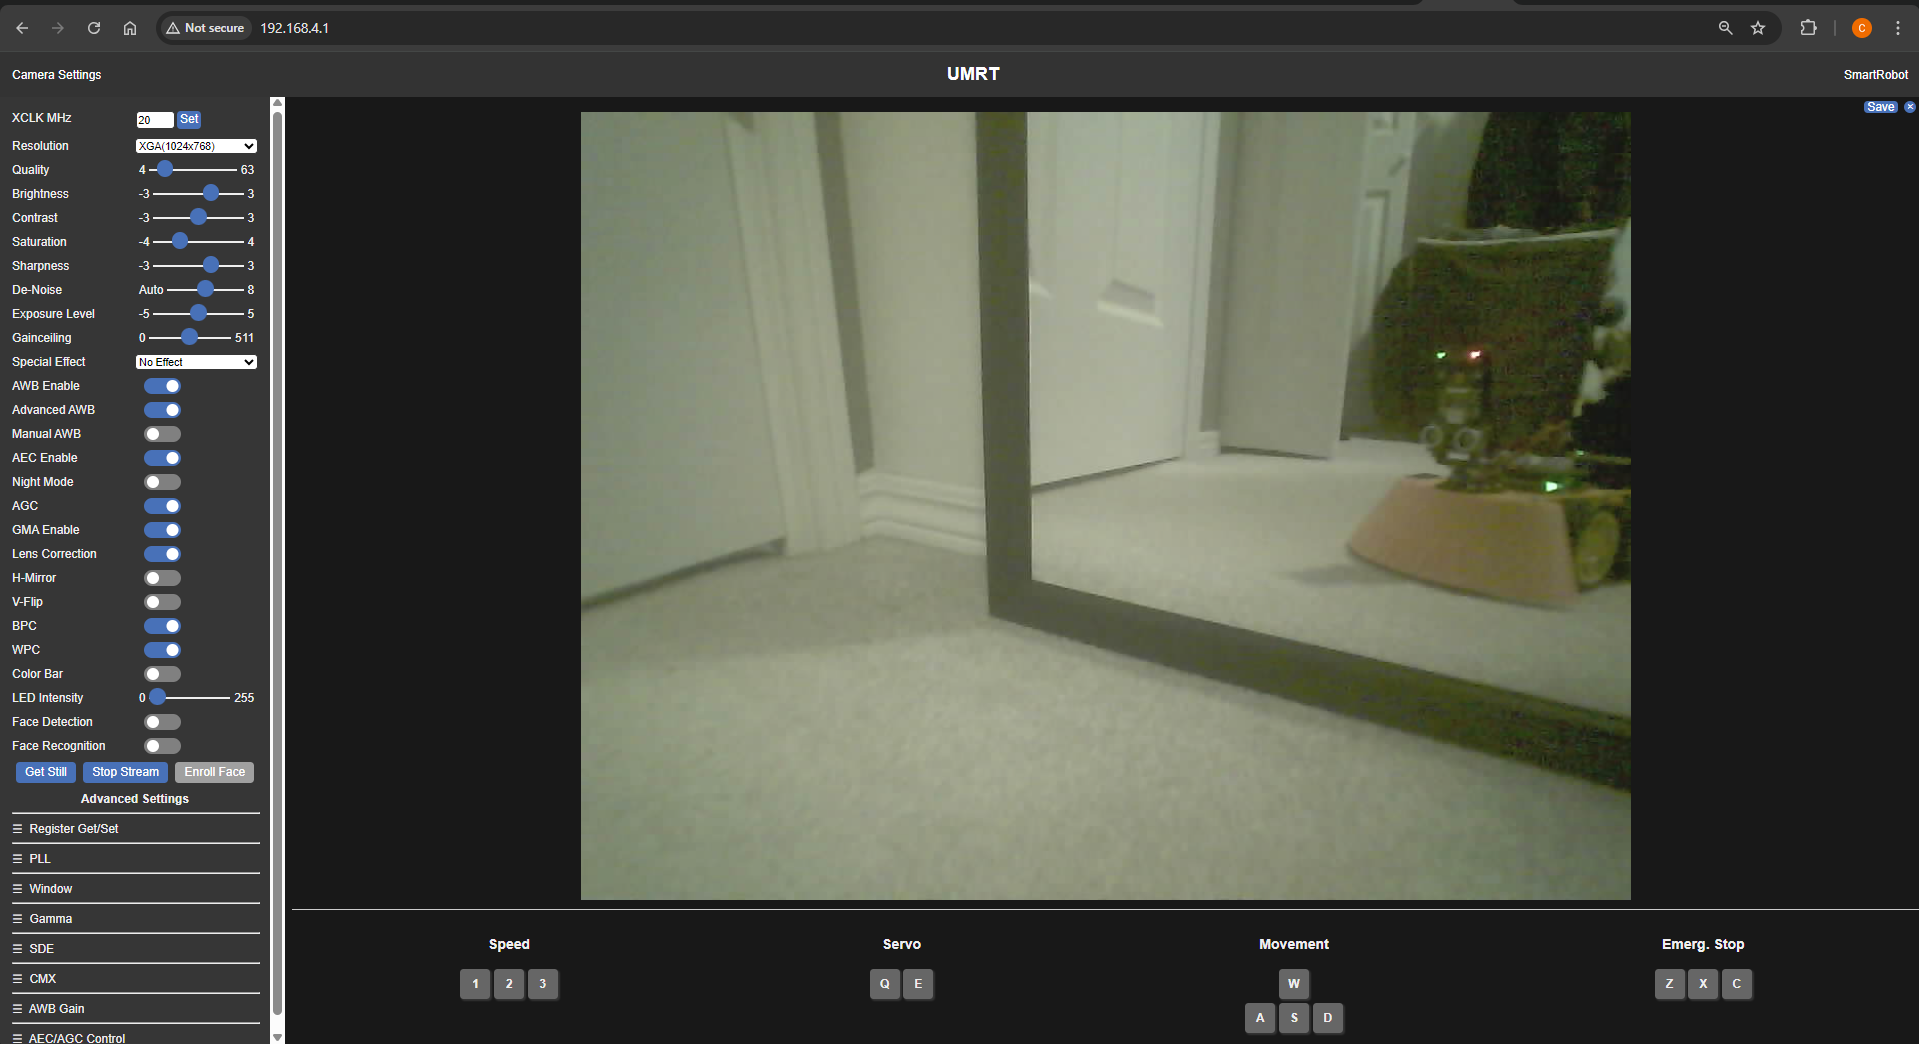 Not secure 192.168.4.1
C
Camera Settings
UMRT
SmartRobot
Save
XCLK MHz 20 Set
Resolution XGA(1024x768)
Quality 4 63
Brightness -3 3
Contrast -3 3
Saturation -4 4
Sharpness -3 3
De-Noise Auto 8
Exposure Level -5 5
Gainceiling 0 511
Special Effect No Effect
AWB Enable
Advanced AWB
Manual AWB
AEC Enable
Night Mode
AGC
GMA Enable
Lens Correction
H-Mirror
V-Flip
BPC
WPC
Color Bar
LED Intensity 0 255
Face Detection
Face Recognition
Get Still Stop Stream Enroll Face
Advanced Settings
Register Get/Set
PLL
Window
Gamma
SDE
CMX
AWB Gain
AEC/AGC Control
Speed
1 2 3
Servo
Q E
Movement
W
A S D
Emerg. Stop
Z X C